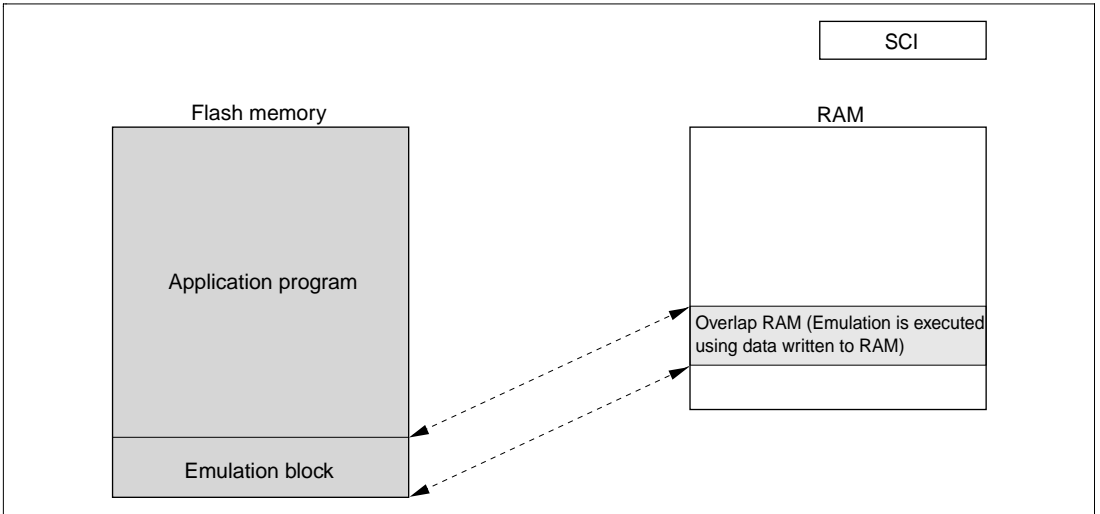 SCI
Flash memory
RAM
Application program
Overlap RAM (Emulation is executed
using data written to RAM)
Emulation block